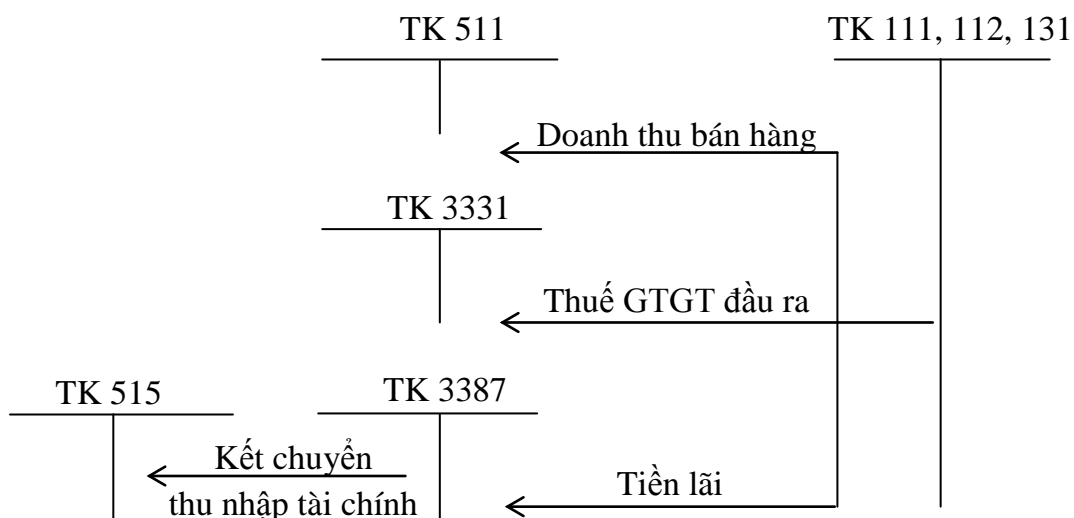 TK 511
TK 111, 112, 131
Doanh thu bán hàng
TK 3331
Thuế GTGT đầu ra
TK 515
TK 3387
Kết chuyển
thu nhập tài chính
Tiền lãi